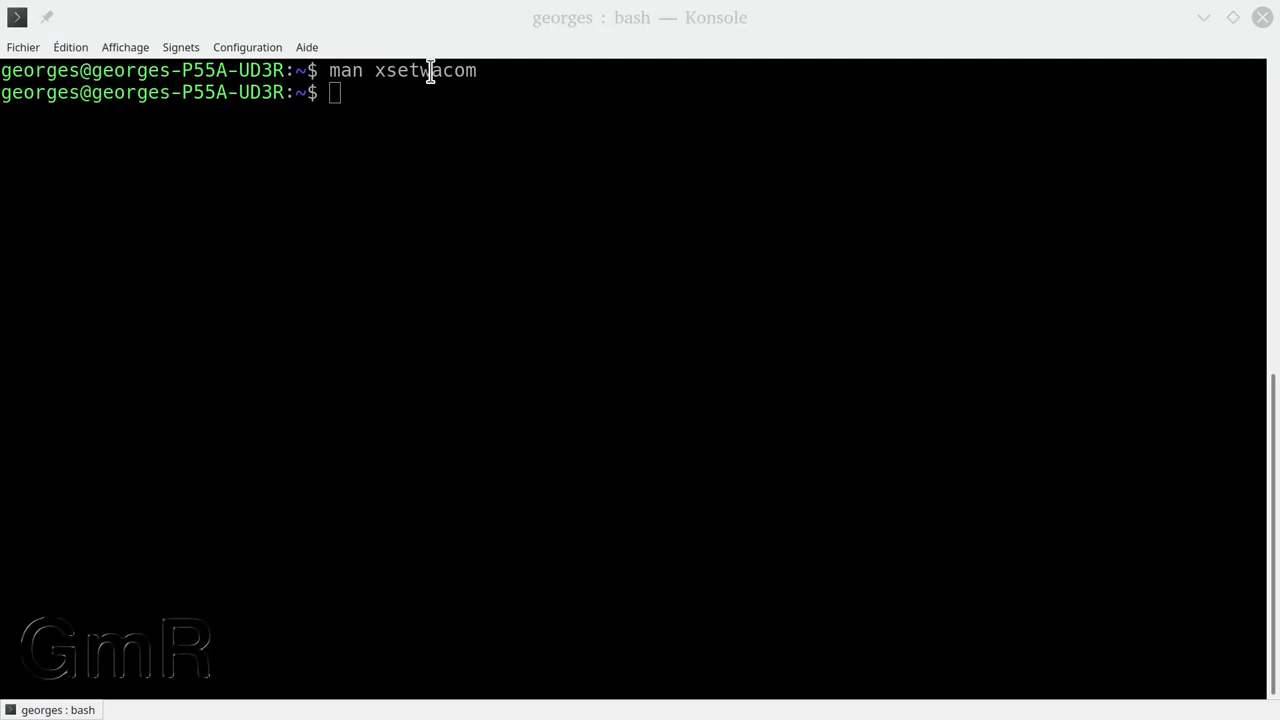 georges : bash — Konsole
Fichier Édition Affichage Signets Configuration Aide
georges@georges-P55A-UD3R:~$ man xsetwacom
georges@georges-P55A-UD3R:~$
GmR
georges : bash